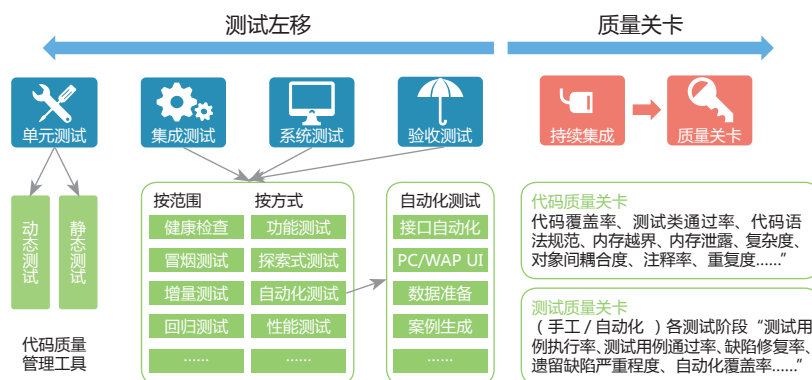 测试左移
质量关卡
单元测试
集成测试
系统测试
验收测试
持续集成
质量关卡
动态测试
静态测试
代码质量
管理工具
按范围
健康检查
冒烟测试
增量测试
回归测试
······
按方式
功能测试
探索式测试
自动化测试
性能测试
······
自动化测试
接口自动化
PC/WAP UI
数据准备
案例生成
······
代码质量关卡
代码覆盖率、测试类通过率、代码语
法规范、内存越界、内存泄露、复杂度、
对象间耦合度、注释率、重复度……”
测试质量关卡
（手工 / 自动化 ）各测试阶段“测试用
例执行率、测试用例通过率、缺陷修复率、
遗留缺陷严重程度、自动化覆盖率……”